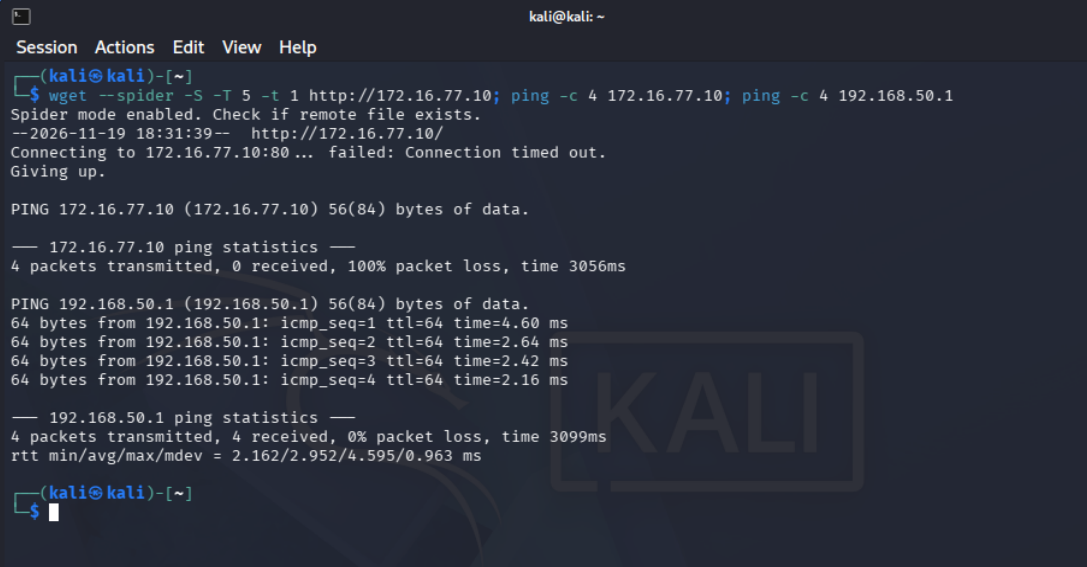 kali@kali: ~
Session Actions Edit View Help
┌──(kali㉿kali)-[~]
└─$ wget --spider -S -T 5 -t 1 http://172.16.77.10; ping -c 4 172.16.77.10; ping -c 4 192.168.50.1
Spider mode enabled. Check if remote file exists.
--2026-11-19 18:31:39--  http://172.16.77.10/
Connecting to 172.16.77.10:80... failed: Connection timed out.
Giving up.
PING 172.16.77.10 (172.16.77.10) 56(84) bytes of data.
--- 172.16.77.10 ping statistics ---
4 packets transmitted, 0 received, 100% packet loss, time 3056ms
PING 192.168.50.1 (192.168.50.1) 56(84) bytes of data.
64 bytes from 192.168.50.1: icmp_seq=1 ttl=64 time=4.60 ms
64 bytes from 192.168.50.1: icmp_seq=2 ttl=64 time=2.64 ms
64 bytes from 192.168.50.1: icmp_seq=3 ttl=64 time=2.42 ms
64 bytes from 192.168.50.1: icmp_seq=4 ttl=64 time=2.16 ms
--- 192.168.50.1 ping statistics ---
4 packets transmitted, 4 received, 0% packet loss, time 3099ms
rtt min/avg/max/mdev = 2.162/2.952/4.595/0.963 ms
┌──(kali㉿kali)-[~]
└─$
KALI